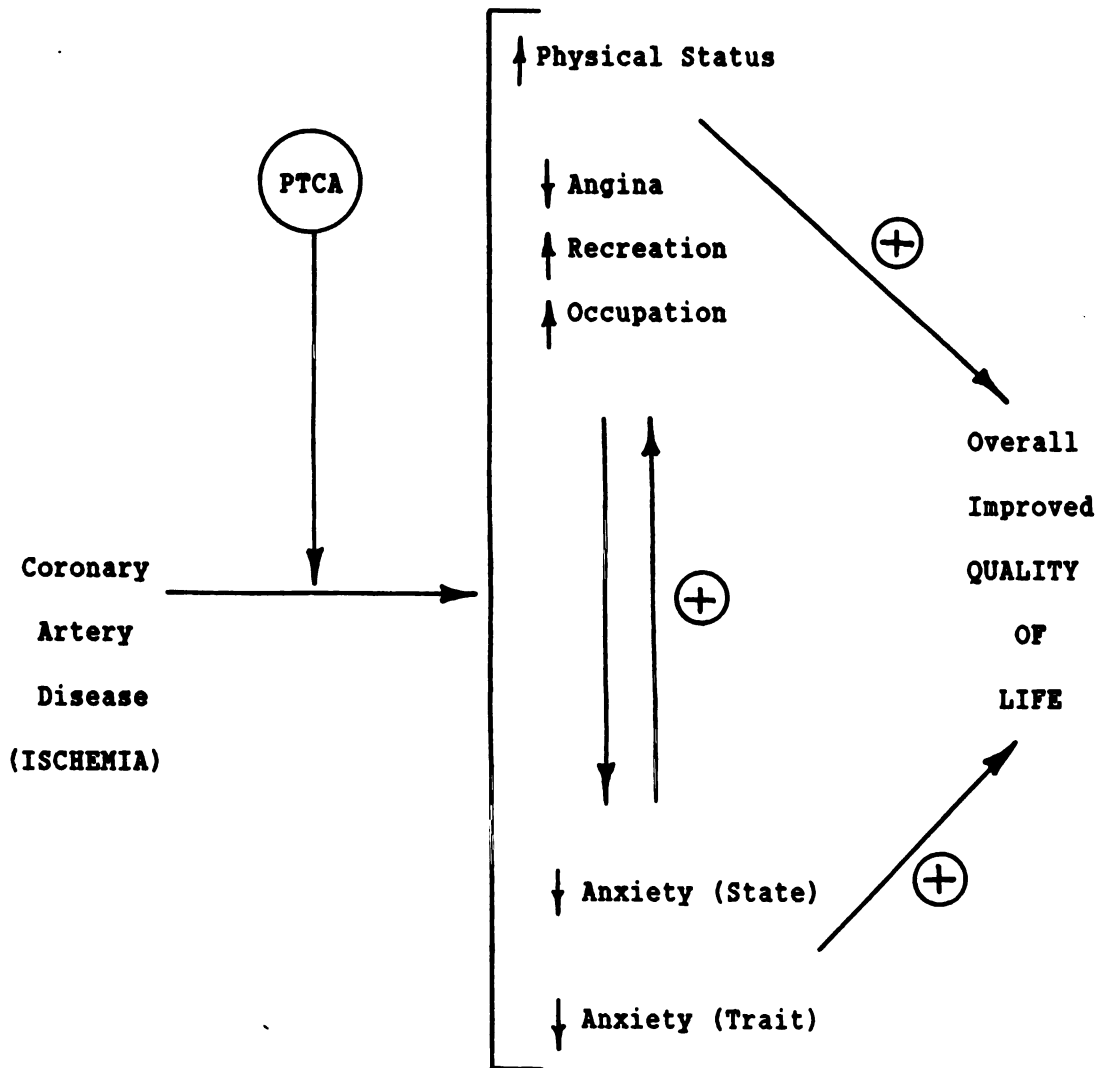 Physical Status
PTCA
Angina
Recreation
Occupation
Coronary
Artery
Disease
(ISCHEMIA)
+
+
Overall
Improved
QUALITY
OF
LIFE
+
Anxiety (State)
Anxiety (Trait)